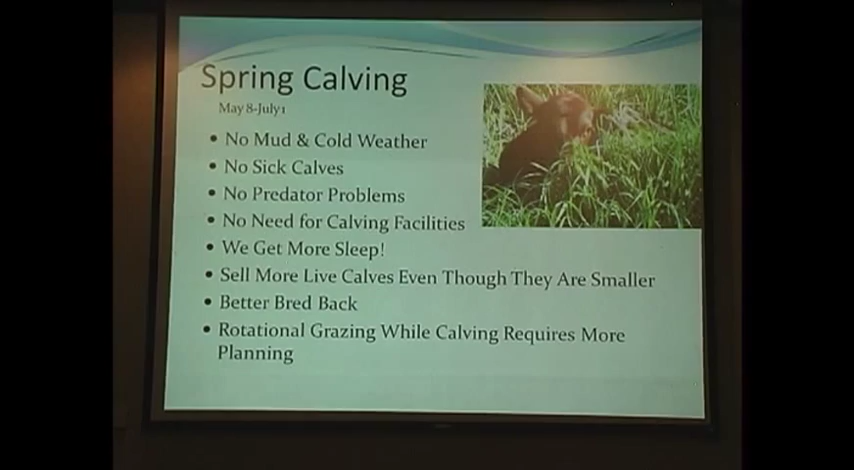 Spring Calving
May 8-July 1
• No Mud & Cold Weather
• No Sick Calves
• No Predator Problems
• No Need for Calving Facilities
• We Get More Sleep!
• Sell More Live Calves Even Though They Are Smaller
• Better Bred Back
• Rotational Grazing While Calving Requires More
Planning